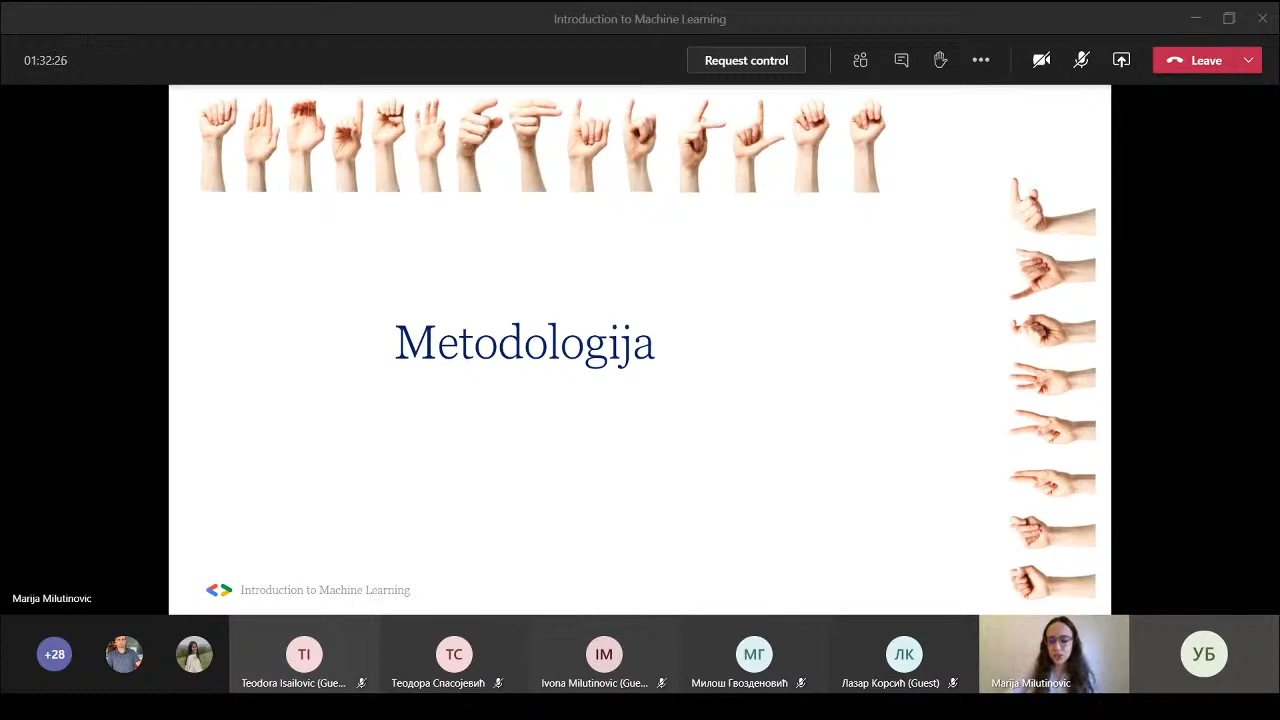 Introduction to Machine Learning
01:32:26
Request control
Leave
Metodologija
Introduction to Machine Learning
Marija Milutinovic
+28
TI
TC
IM
МГ
ЛК
УБ
Teodora Isailovic (Gue...
Теодора Спасојевић
Ivona Milutinovic (Gue...
Милош Гвозденовић
Лазар Корсић (Guest)
Marija Milutinovic